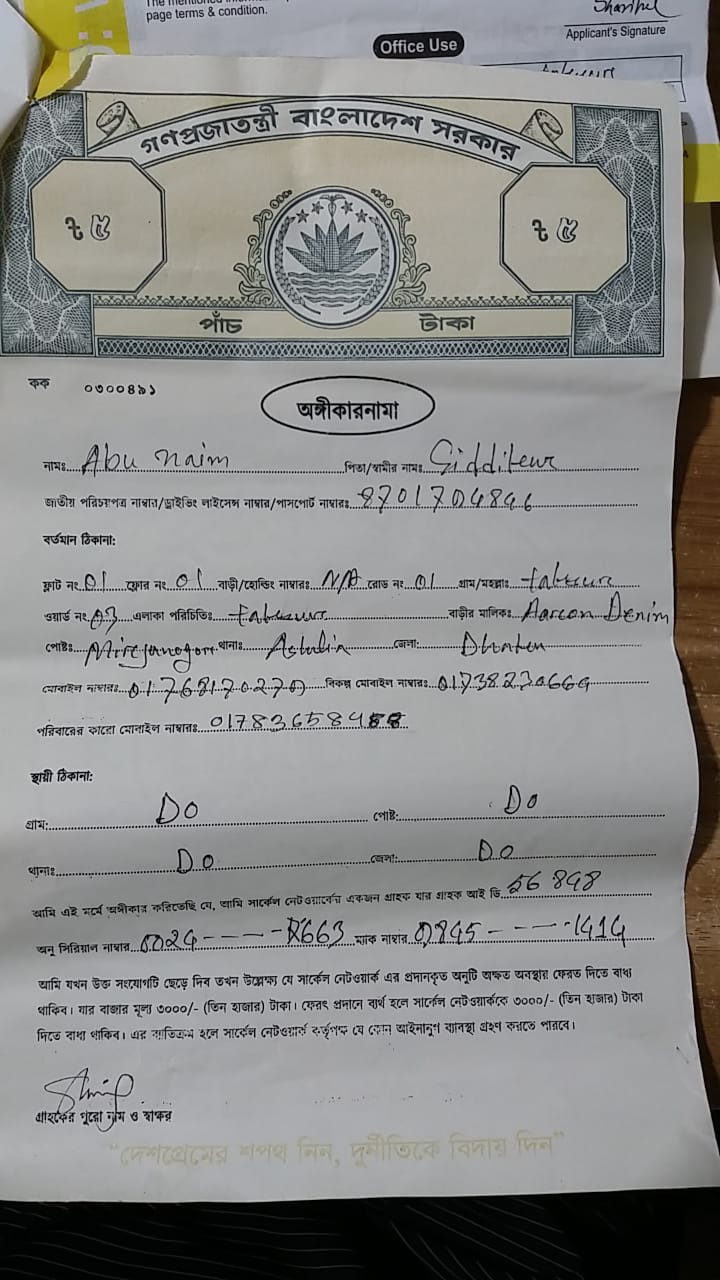 page terms & condition.
Applicant's Signature
Office Use
গণপ্রজাতন্ত্রী বাংলাদেশ সরকার
৳ ৫ ৳ ৫
পাঁচ টাকা
কক ০৩০০৪৯১
অঙ্গীকারনামা
নামঃ Abu Naim পিতা/স্বামীর নামঃ
জাতীয় পরিচয়পত্র নাম্বার/ড্রাইভিং লাইসেন্স নাম্বার/পাসপোর্ট নাম্বারঃ 8701704846
বর্তমান ঠিকানা:
ফ্লাট নং 01 ফ্লোর নং 01 বাড়ী/হোল্ডিং নাম্বারঃ N/A রোড নং 01 গ্রাম/মহল্লাঃ
ওয়ার্ড নং 03 এলাকা পরিচিতিঃ বাড়ীর মালিকঃ Aarcon Denim
পোষ্টঃ থানাঃ Ashulia জেলা: Dhaka
মোবাইল নাম্বারঃ 01768170270 বিকল্প মোবাইল নাম্বারঃ 01738230664
পরিবারের কারো মোবাইল নাম্বারঃ
স্থায়ী ঠিকানা:
গ্রাম: Do পোষ্ট: Do
থানাঃ Do জেলা: Do
আমি এই মর্মে অঙ্গীকার করিতেছি যে, আমি সার্কেল নেটওয়ার্কের একজন গ্রাহক যার গ্রাহক আই ডি 56898
অনু সিরিয়াল নাম্বার ম্যাক নাম্বার
আমি যখন উক্ত সংযোগটি ছেড়ে দিব তখন উল্লেক্ষ্য যে সার্কেল নেটওয়ার্ক এর প্রদানকৃত অনুটি অক্ষত অবস্থায় ফেরত দিতে বাধ্য
থাকিব। যার বাজার মূল্য ৩০০০/- (তিন হাজার) টাকা। ফেরৎ প্রদানে ব্যর্থ হলে সার্কেল নেটওয়ার্ককে ৩০০০/- (তিন হাজার) টাকা
দিতে বাধ্য থাকিব। এর ব্যতিক্রম হলে সার্কেল নেটওয়ার্ক কর্তৃপক্ষ যে কোন আইনানুগ ব্যবস্থা গ্রহণ করতে পারবে।
গ্রাহকের পুরো নাম ও স্বাক্ষর
"দেশপ্রেমের শপথ নিন, দুর্নীতিকে বিদায় দিন"